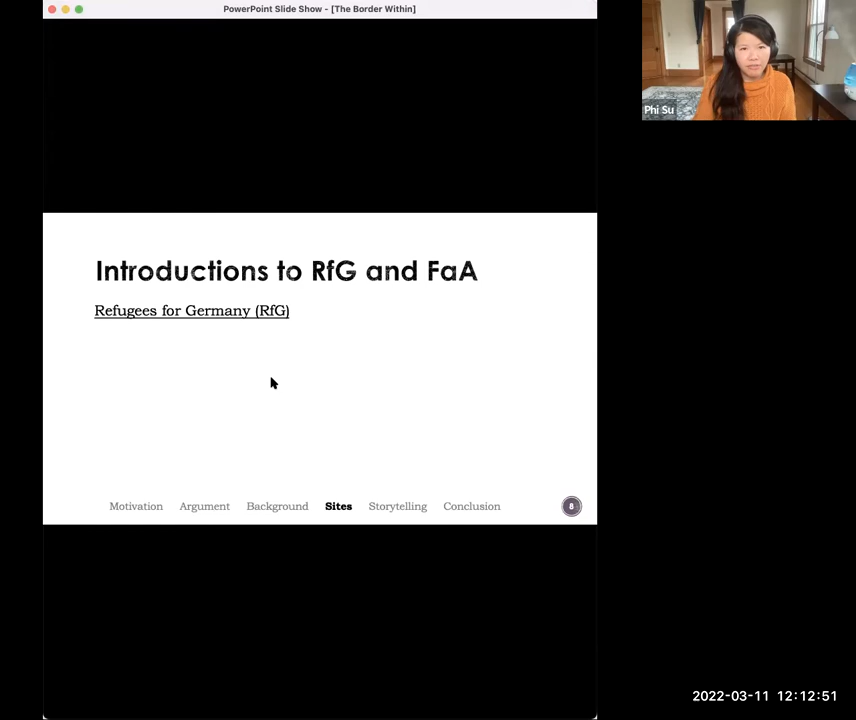 PowerPoint Slide Show - [The Border Within]
Phi Su
Introductions to RfG and FaA
Refugees for Germany (RfG)
Motivation Argument Background Sites Storytelling Conclusion 8
2022-03-11 12:12:51